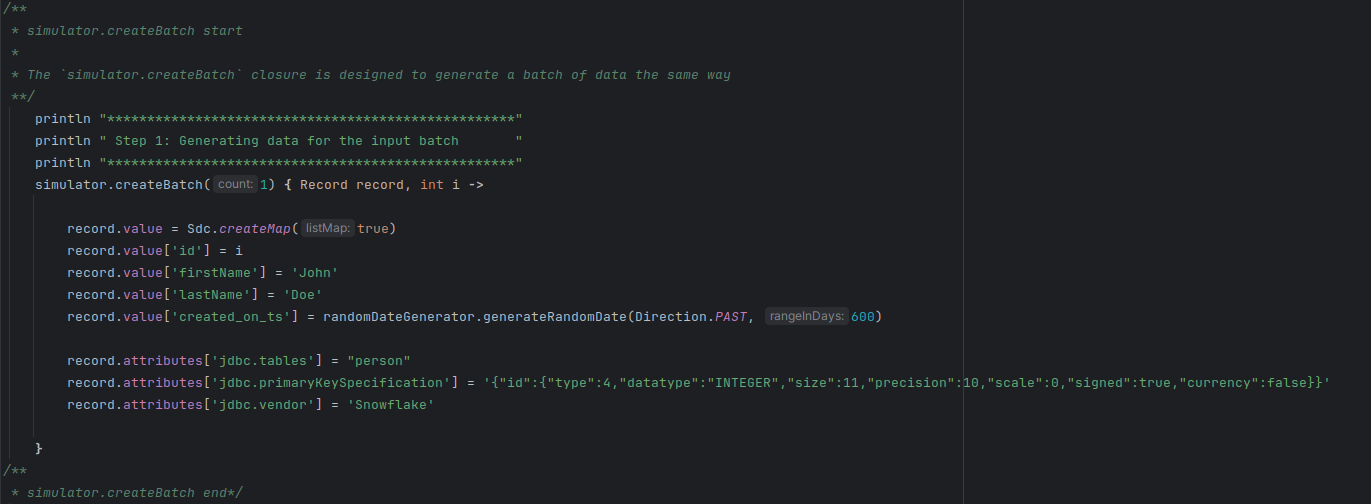 /**
* simulator.createBatch start
*
* The `simulator.createBatch` closure is designed to generate a batch of data the same way
**/
println "***************************************************"
println " Step 1: Generating data for the input batch       "
println "***************************************************"
simulator.createBatch( count: 1) { Record record, int i ->
record.value = Sdc.createMap( listMap: true)
record.value['id'] = i
record.value['firstName'] = 'John'
record.value['lastName'] = 'Doe'
record.value['created_on_ts'] = randomDateGenerator.generateRandomDate(Direction.PAST, rangeInDays: 600)
record.attributes['jdbc.tables'] = "person"
record.attributes['jdbc.primaryKeySpecification'] = '{"id":{"type":4,"datatype":"INTEGER","size":11,"precision":10,"scale":0,"signed":true,"currency":false}}'
record.attributes['jdbc.vendor'] = 'Snowflake'
}
/**
* simulator.createBatch end*/